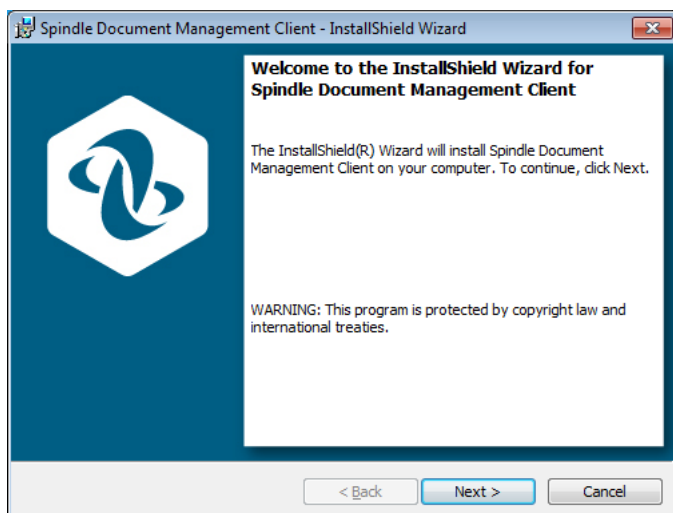 Spindle Document Management Client - InstallShield Wizard
Welcome to the InstallShield Wizard for
Spindle Document Management Client
The InstallShield(R) Wizard will install Spindle Document
Management Client on your computer. To continue, click Next.
WARNING: This program is protected by copyright law and
international treaties.
< Back
Next >
Cancel